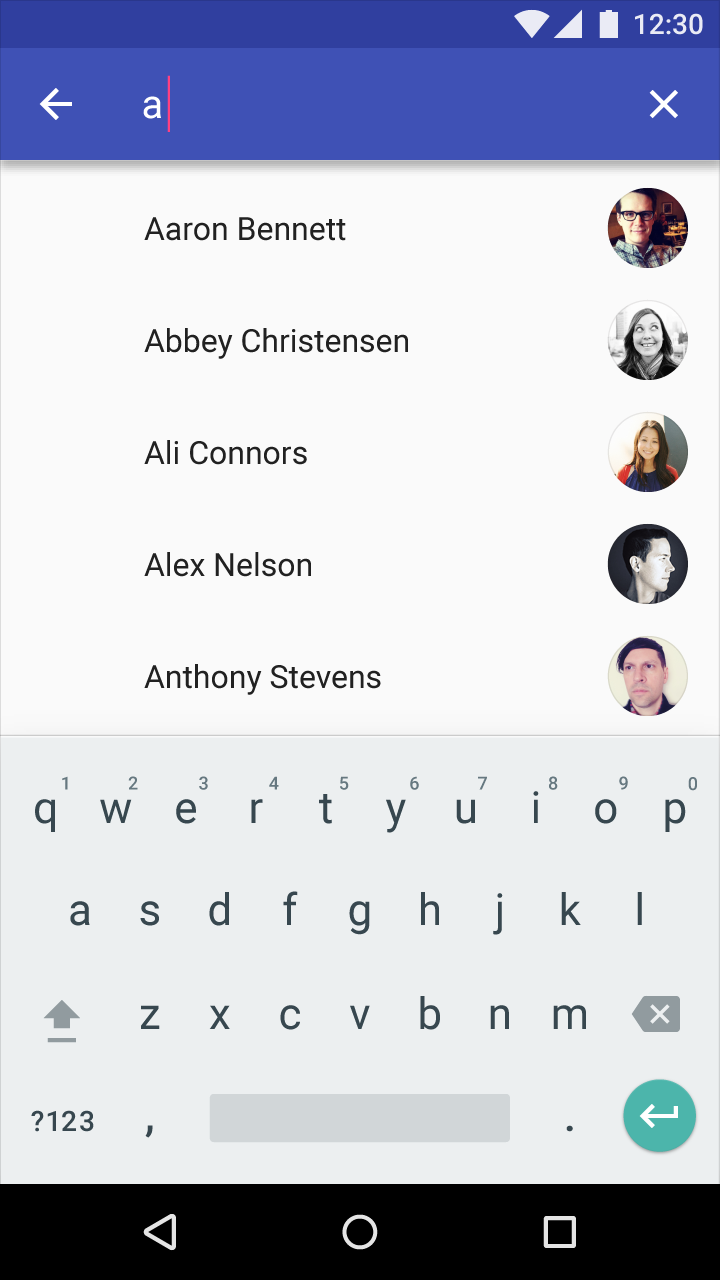 12:30
a
Aaron Bennett
Abbey Christensen
Ali Connors
Alex Nelson
Anthony Stevens
1 2 3 4 5 6 7 8 9 0
q w e r t y u i o p
a s d f g h j k l
z x c v b n m
?123 , .